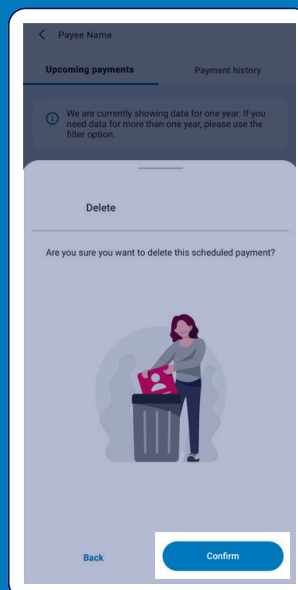 Payee Name
Upcoming payments
Payment history
We are currently showing data for one year. If you
need data for more than one year, please use the
filter option.
Delete
Are you sure you want to delete this scheduled payment?
Back
Confirm